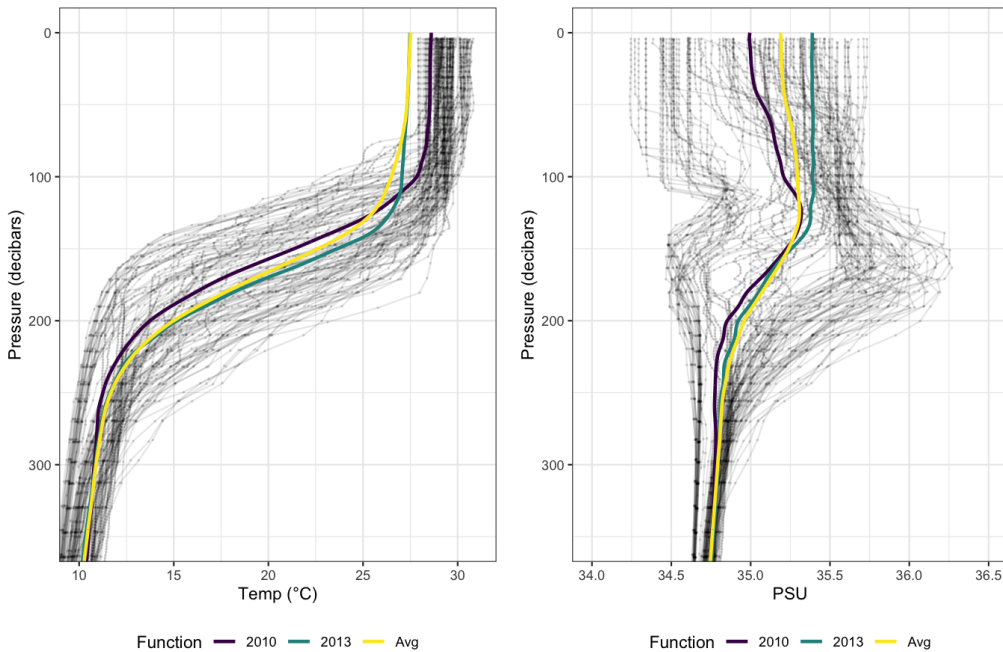 0
100
200
300
Pressure (decibars)
10 15 20 25 30
Temp (°C)
Function 2010 2013 Avg
0
100
200
300
Pressure (decibars)
34.0 34.5 35.0 35.5 36.0 36.5
PSU
Function 2010 2013 Avg